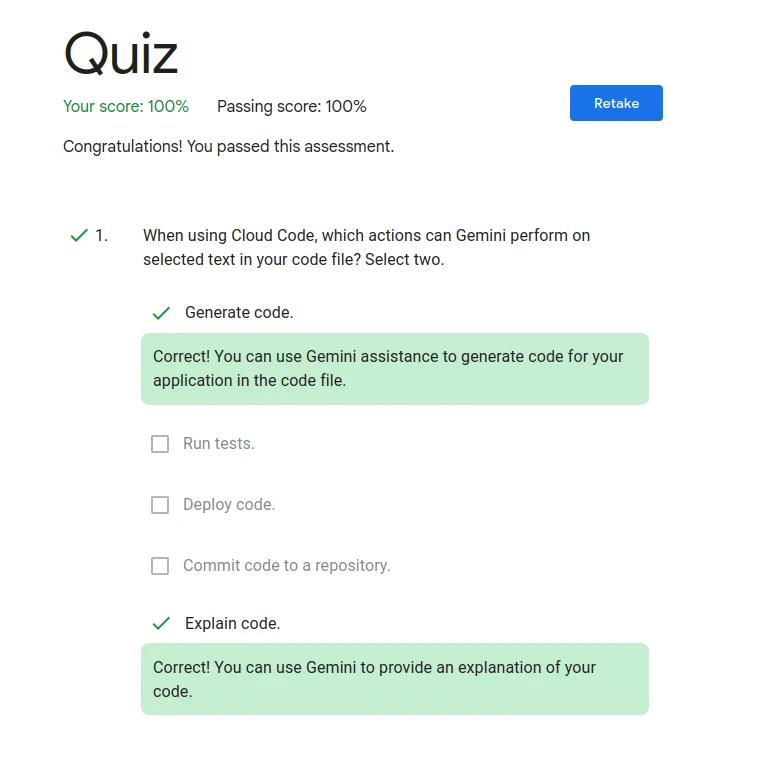 Quiz
Your score: 100% Passing score: 100%
Retake
Congratulations! You passed this assessment.
1. When using Cloud Code, which actions can Gemini perform on
selected text in your code file? Select two.
Generate code.
Correct! You can use Gemini assistance to generate code for your
application in the code file.
Run tests.
Deploy code.
Commit code to a repository.
Explain code.
Correct! You can use Gemini to provide an explanation of your
code.